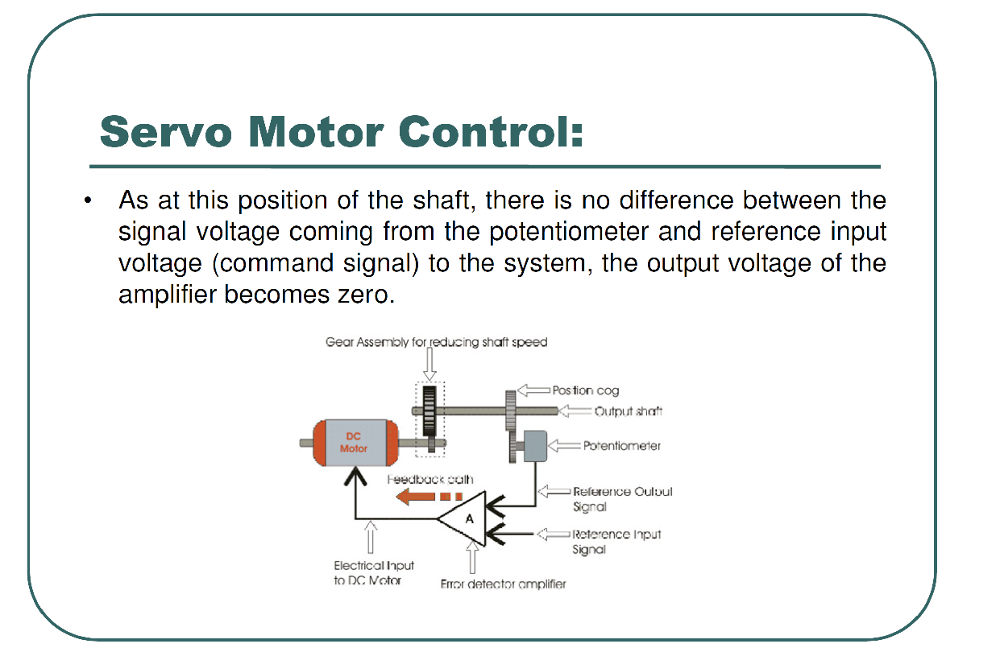 Servo Motor Control:
• As at this position of the shaft, there is no difference between the
signal voltage coming from the potentiometer and reference input
voltage (command signal) to the system, the output voltage of the
amplifier becomes zero.
Gear Assembly for reducing shaft speed
Position cog
Output shaft
DC
Motor
Potentiometer
Feedback path
Reference Output
Signal
A
Reference Input
Signal
Electrical Input
to DC Motor
Error detector amplifier